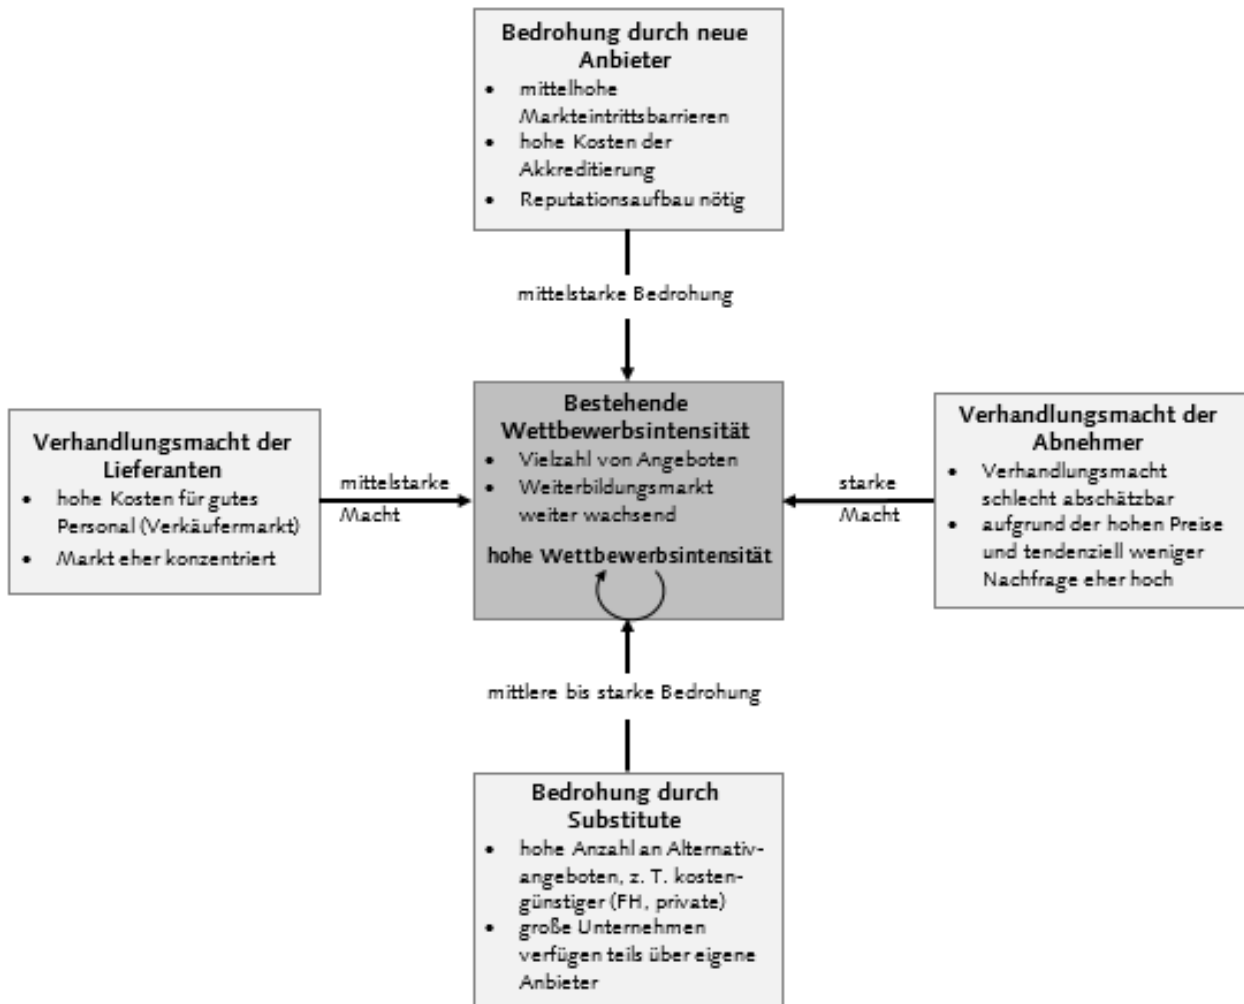 Bedrohung durch neue
Anbieter
• mittelhohe
Markteintrittsbarrieren
• hohe Kosten der
Akkreditierung
• Reputationsaufbau nötig
mittelstarke Bedrohung
Verhandlungsmacht der
Lieferanten
• hohe Kosten für gutes
Personal (Verkäufermarkt)
• Markt eher konzentriert
mittelstarke
Macht
Bestehende
Wettbewerbsintensität
• Vielzahl von Angeboten
• Weiterbildungsmarkt
weiter wachsend
hohe Wettbewerbsintensität
starke
Macht
Verhandlungsmacht der
Abnehmer
• Verhandlungsmacht
schlecht abschätzbar
• aufgrund der hohen Preise
und tendenziell weniger
Nachfrage eher hoch
mittlere bis starke Bedrohung
Bedrohung durch
Substitute
• hohe Anzahl an Alternativ-
angeboten, z. T. kosten-
günstiger (FH, private)
• große Unternehmen
verfügen teils über eigene
Anbieter